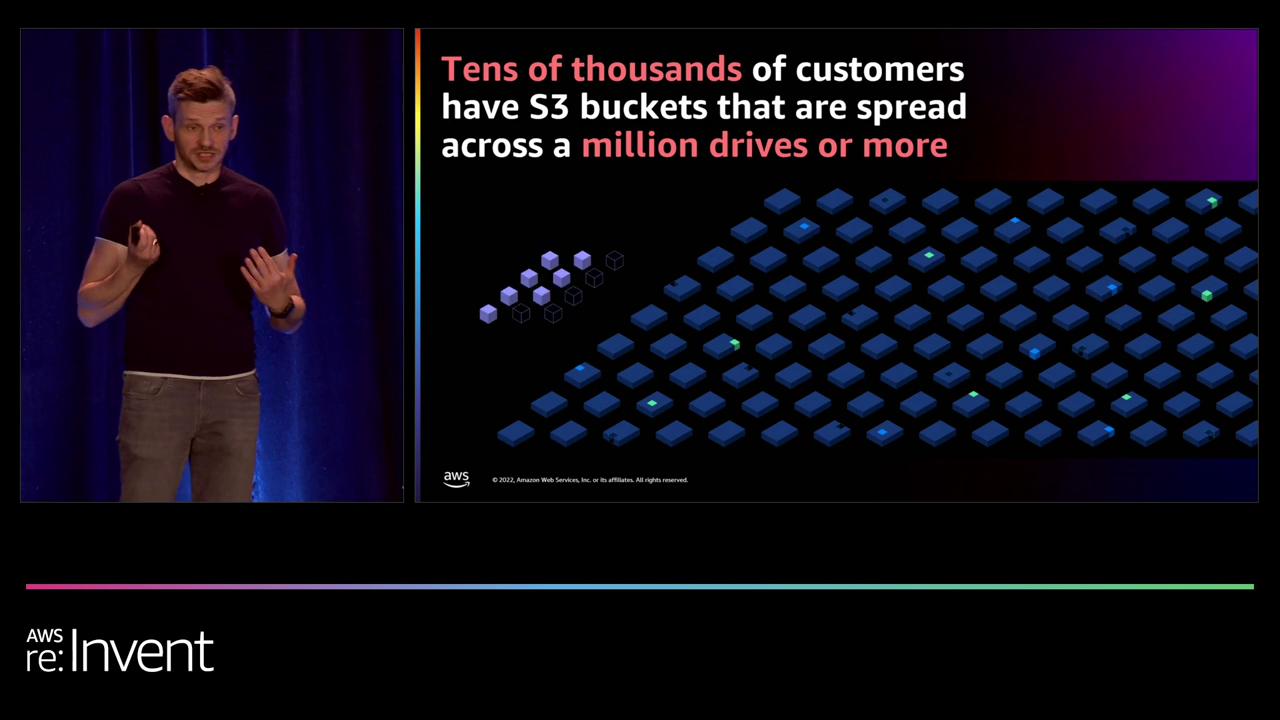 Tens of thousands of customers
have S3 buckets that are spread
across a million drives or more
aws
© 2022, Amazon Web Services, Inc. or its affiliates. All rights reserved.
AWS
re:Invent